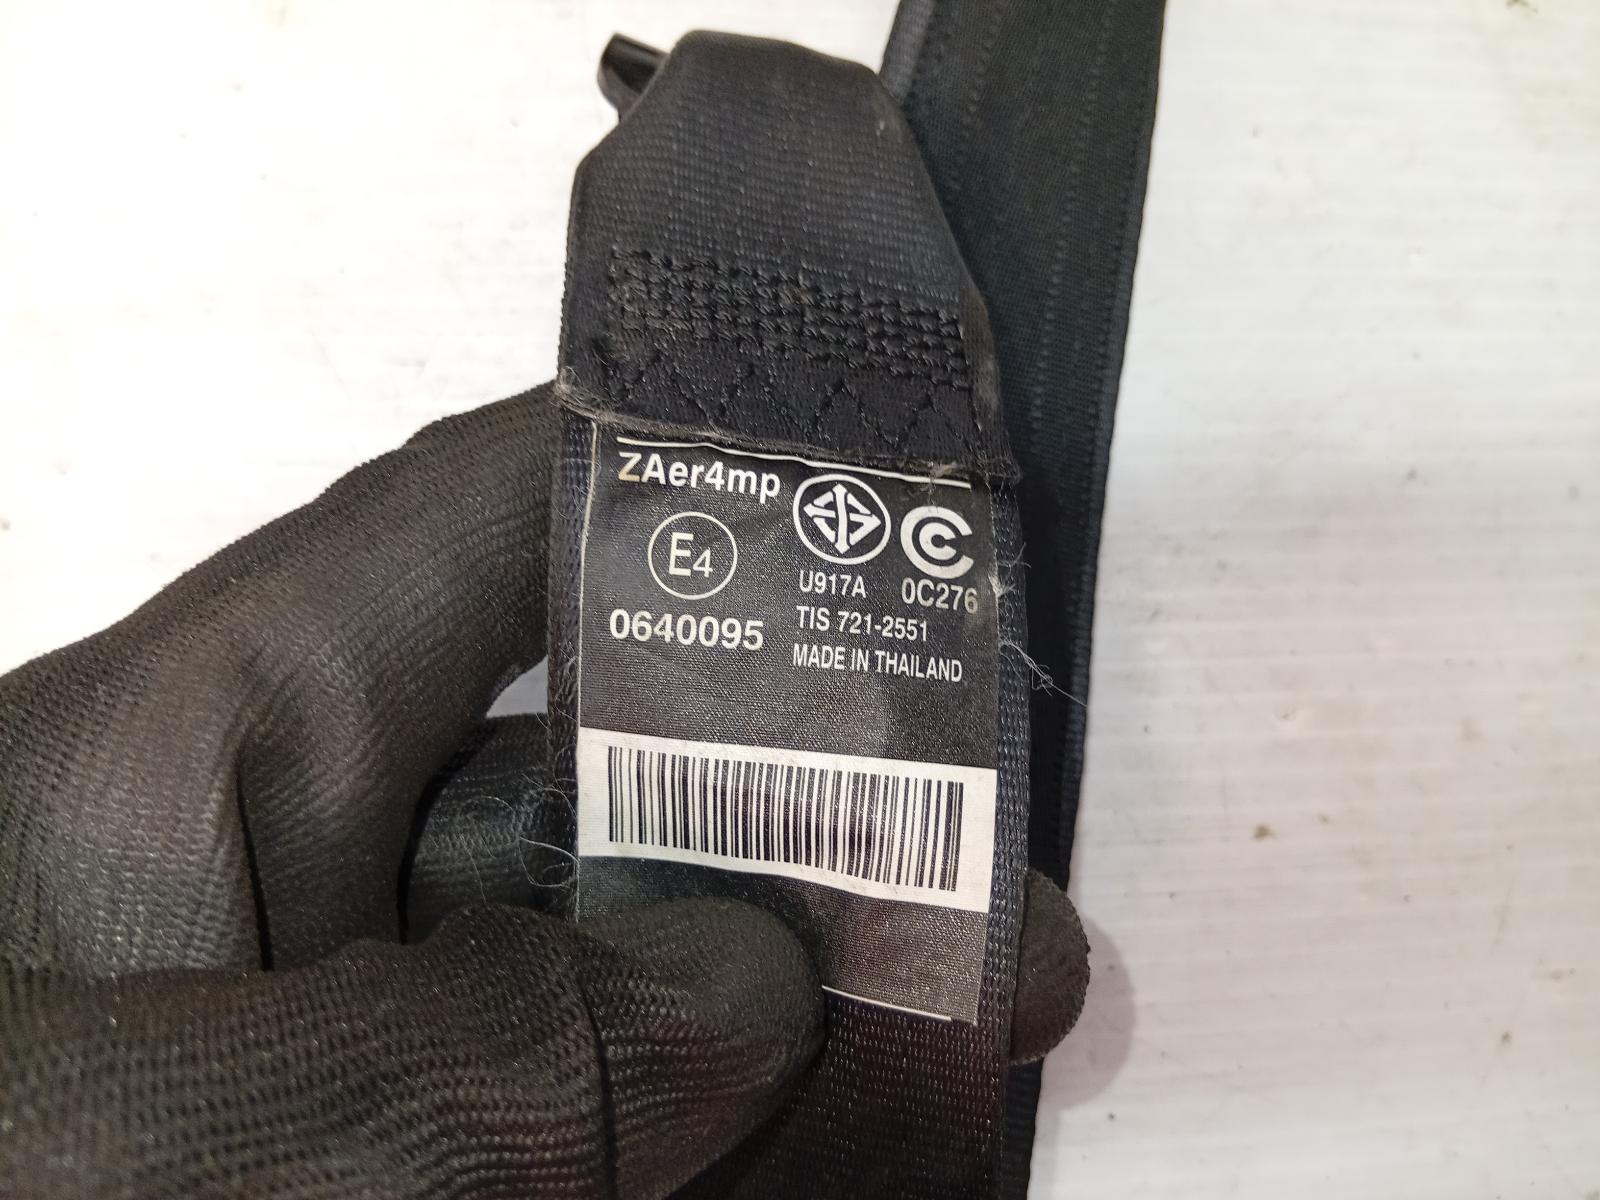 ZAer4mp
E4
0640095
U917A
0C276
TIS 721-2551
MADE IN THAILAND